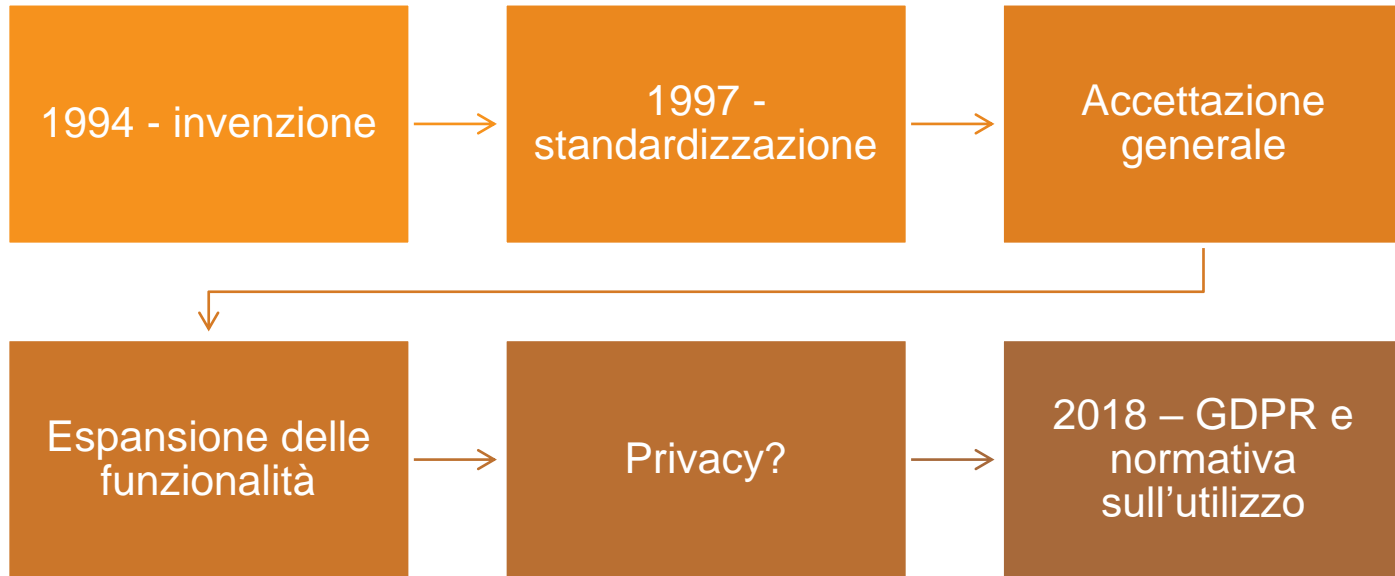 1994 - invenzione
1997 -
standardizzazione
Accettazione
generale
Espansione delle
funzionalità
Privacy?
2018 – GDPR e
normativa
sull’utilizzo